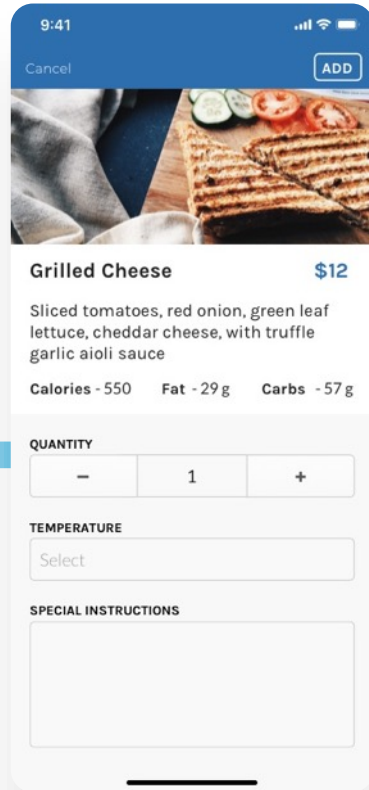 9:41
Cancel
ADD
Grilled Cheese
$12
Sliced tomatoes, red onion, green leaf
lettuce, cheddar cheese, with truffle
garlic aioli sauce
Calories - 550 Fat - 29 g Carbs - 57 g
QUANTITY
− 1 +
TEMPERATURE
Select
SPECIAL INSTRUCTIONS